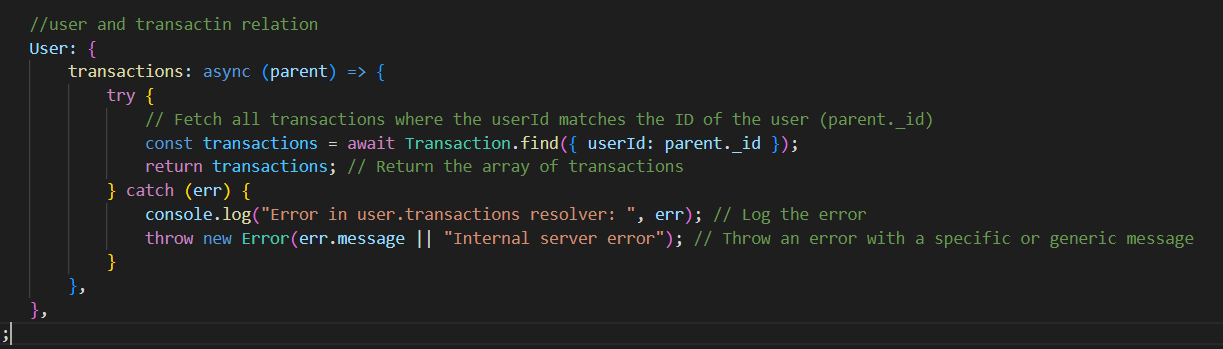 //user and transactin relation
User: {
transactions: async (parent) => {
try {
// Fetch all transactions where the userId matches the ID of the user (parent._id)
const transactions = await Transaction.find({ userId: parent._id });
return transactions; // Return the array of transactions
} catch (err) {
console.log("Error in user.transactions resolver: ", err); // Log the error
throw new Error(err.message || "Internal server error"); // Throw an error with a specific or generic message
}
},
},
;